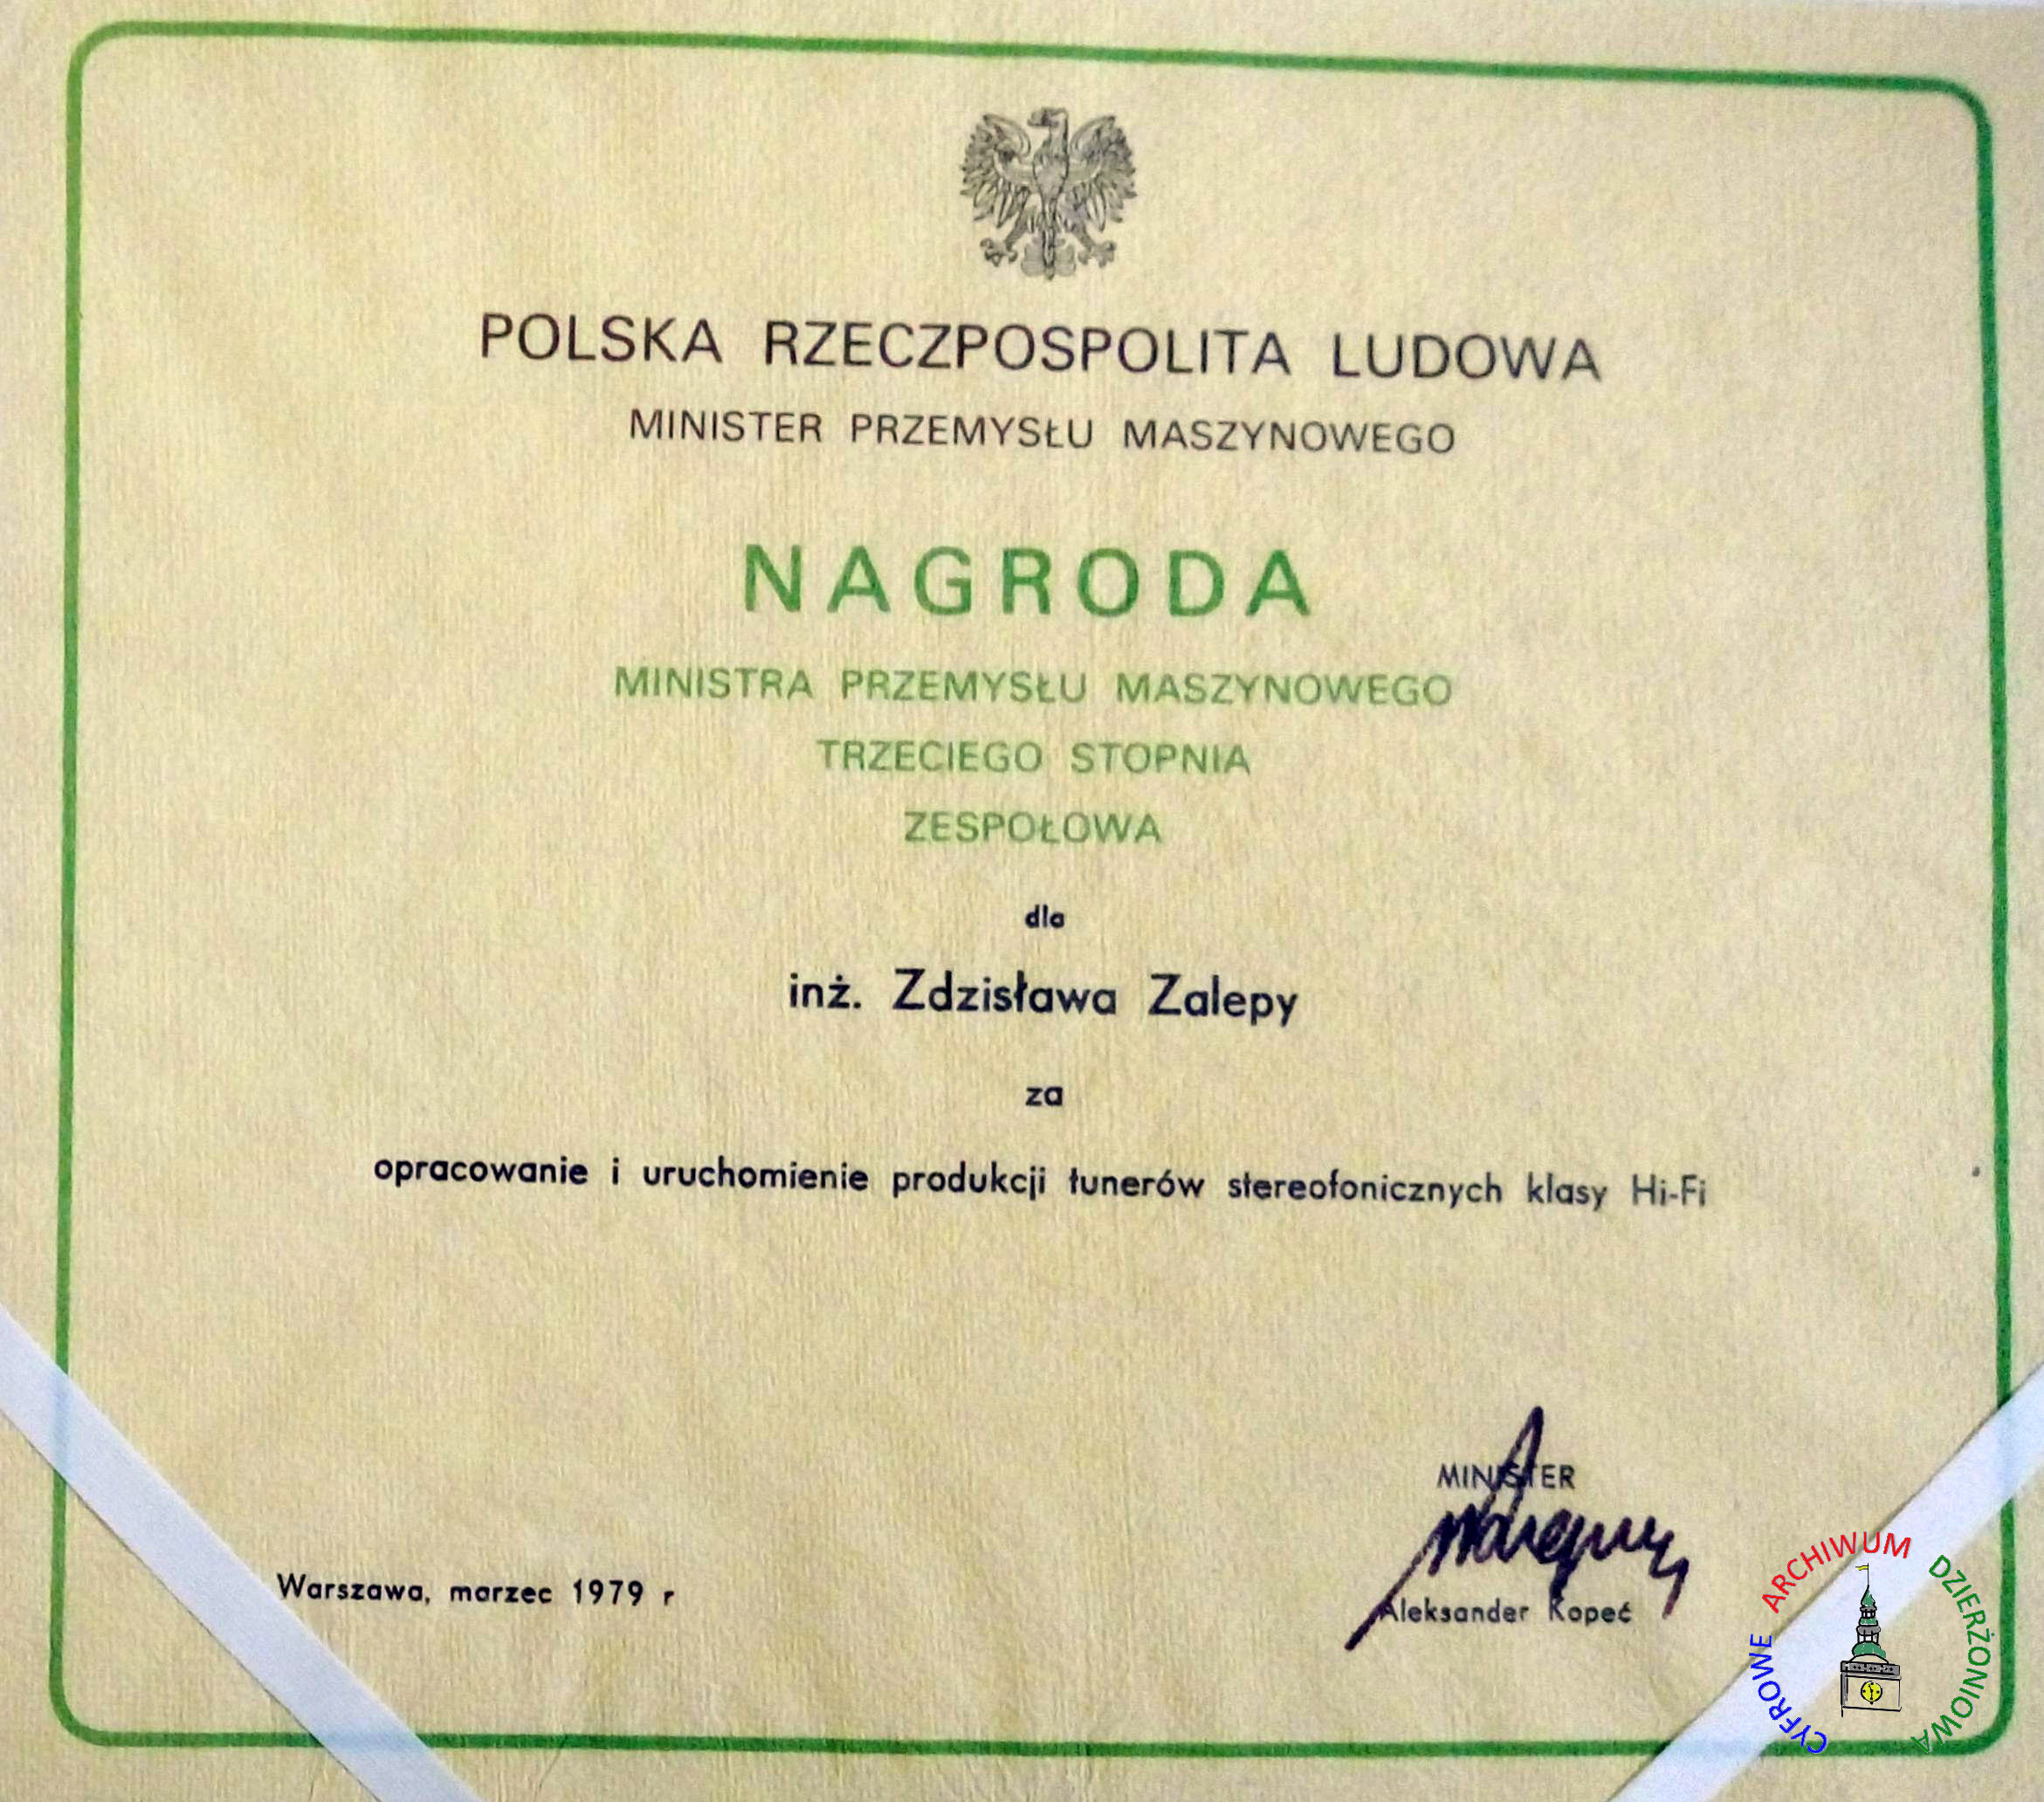 POLSKA RZECZPOSPOLITA LUDOWA
MINISTER PRZEMYSŁU MASZYNOWEGO
NAGRODA
MINISTRA PRZEMYSŁU MASZYNOWEGO
TRZECIEGO STOPNIA
ZESPOŁOWA
dla
inż. Zdzisława Zalepy
za
opracowanie i uruchomienie produkcji tunerów stereofonicznych klasy Hi-Fi
MINISTER
Aleksander Kopeć
Warszawa, marzec 1979 r
CYFROWE ARCHIWUM DZIERŻONIOWA